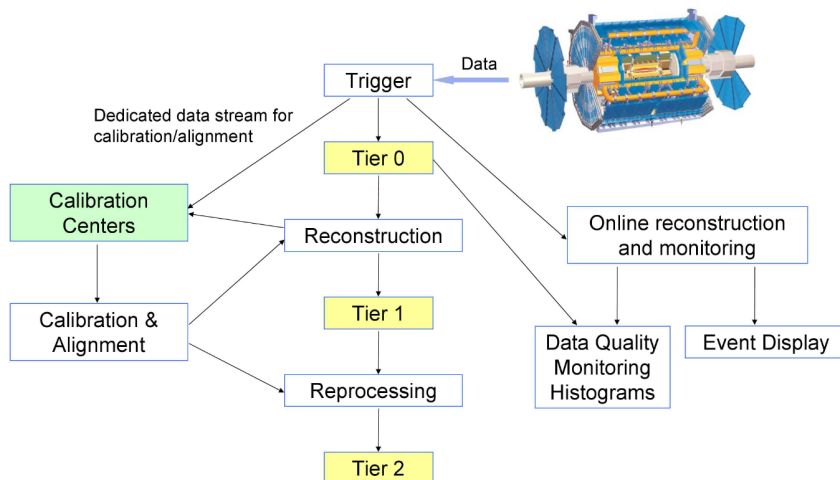 Data
Trigger
Dedicated data stream for
calibration/alignment
Tier 0
Calibration
Centers
Reconstruction
Online reconstruction
and monitoring
Calibration &
Alignment
Tier 1
Data Quality
Monitoring
Histograms
Event Display
Reprocessing
Tier 2